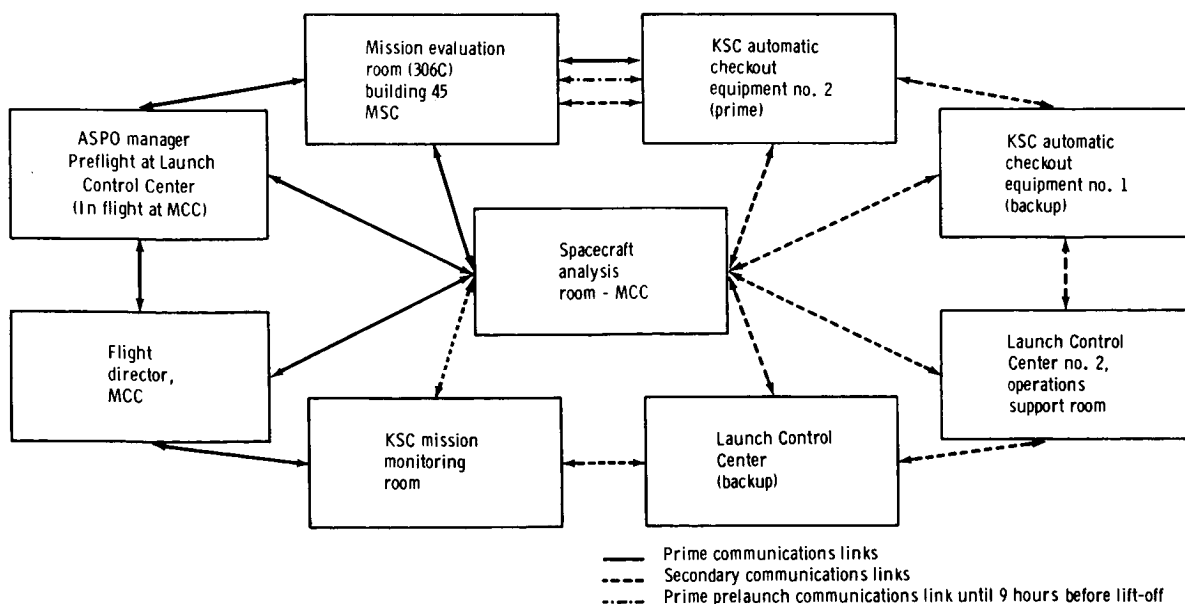 Mission evaluation
room (306C)
building 45
MSC
KSC automatic
checkout
equipment no. 2
(prime)
ASPO manager
Preflight at Launch
Control Center
(In flight at MCC)
KSC automatic
checkout
equipment no. 1
(backup)
Spacecraft
analysis
room - MCC
Flight
director,
MCC
Launch Control
Center no. 2,
operations
support room
KSC mission
monitoring
room
Launch Control
Center
(backup)
Prime communications links
Secondary communications links
Prime prelaunch communications link until 9 hours before lift-off